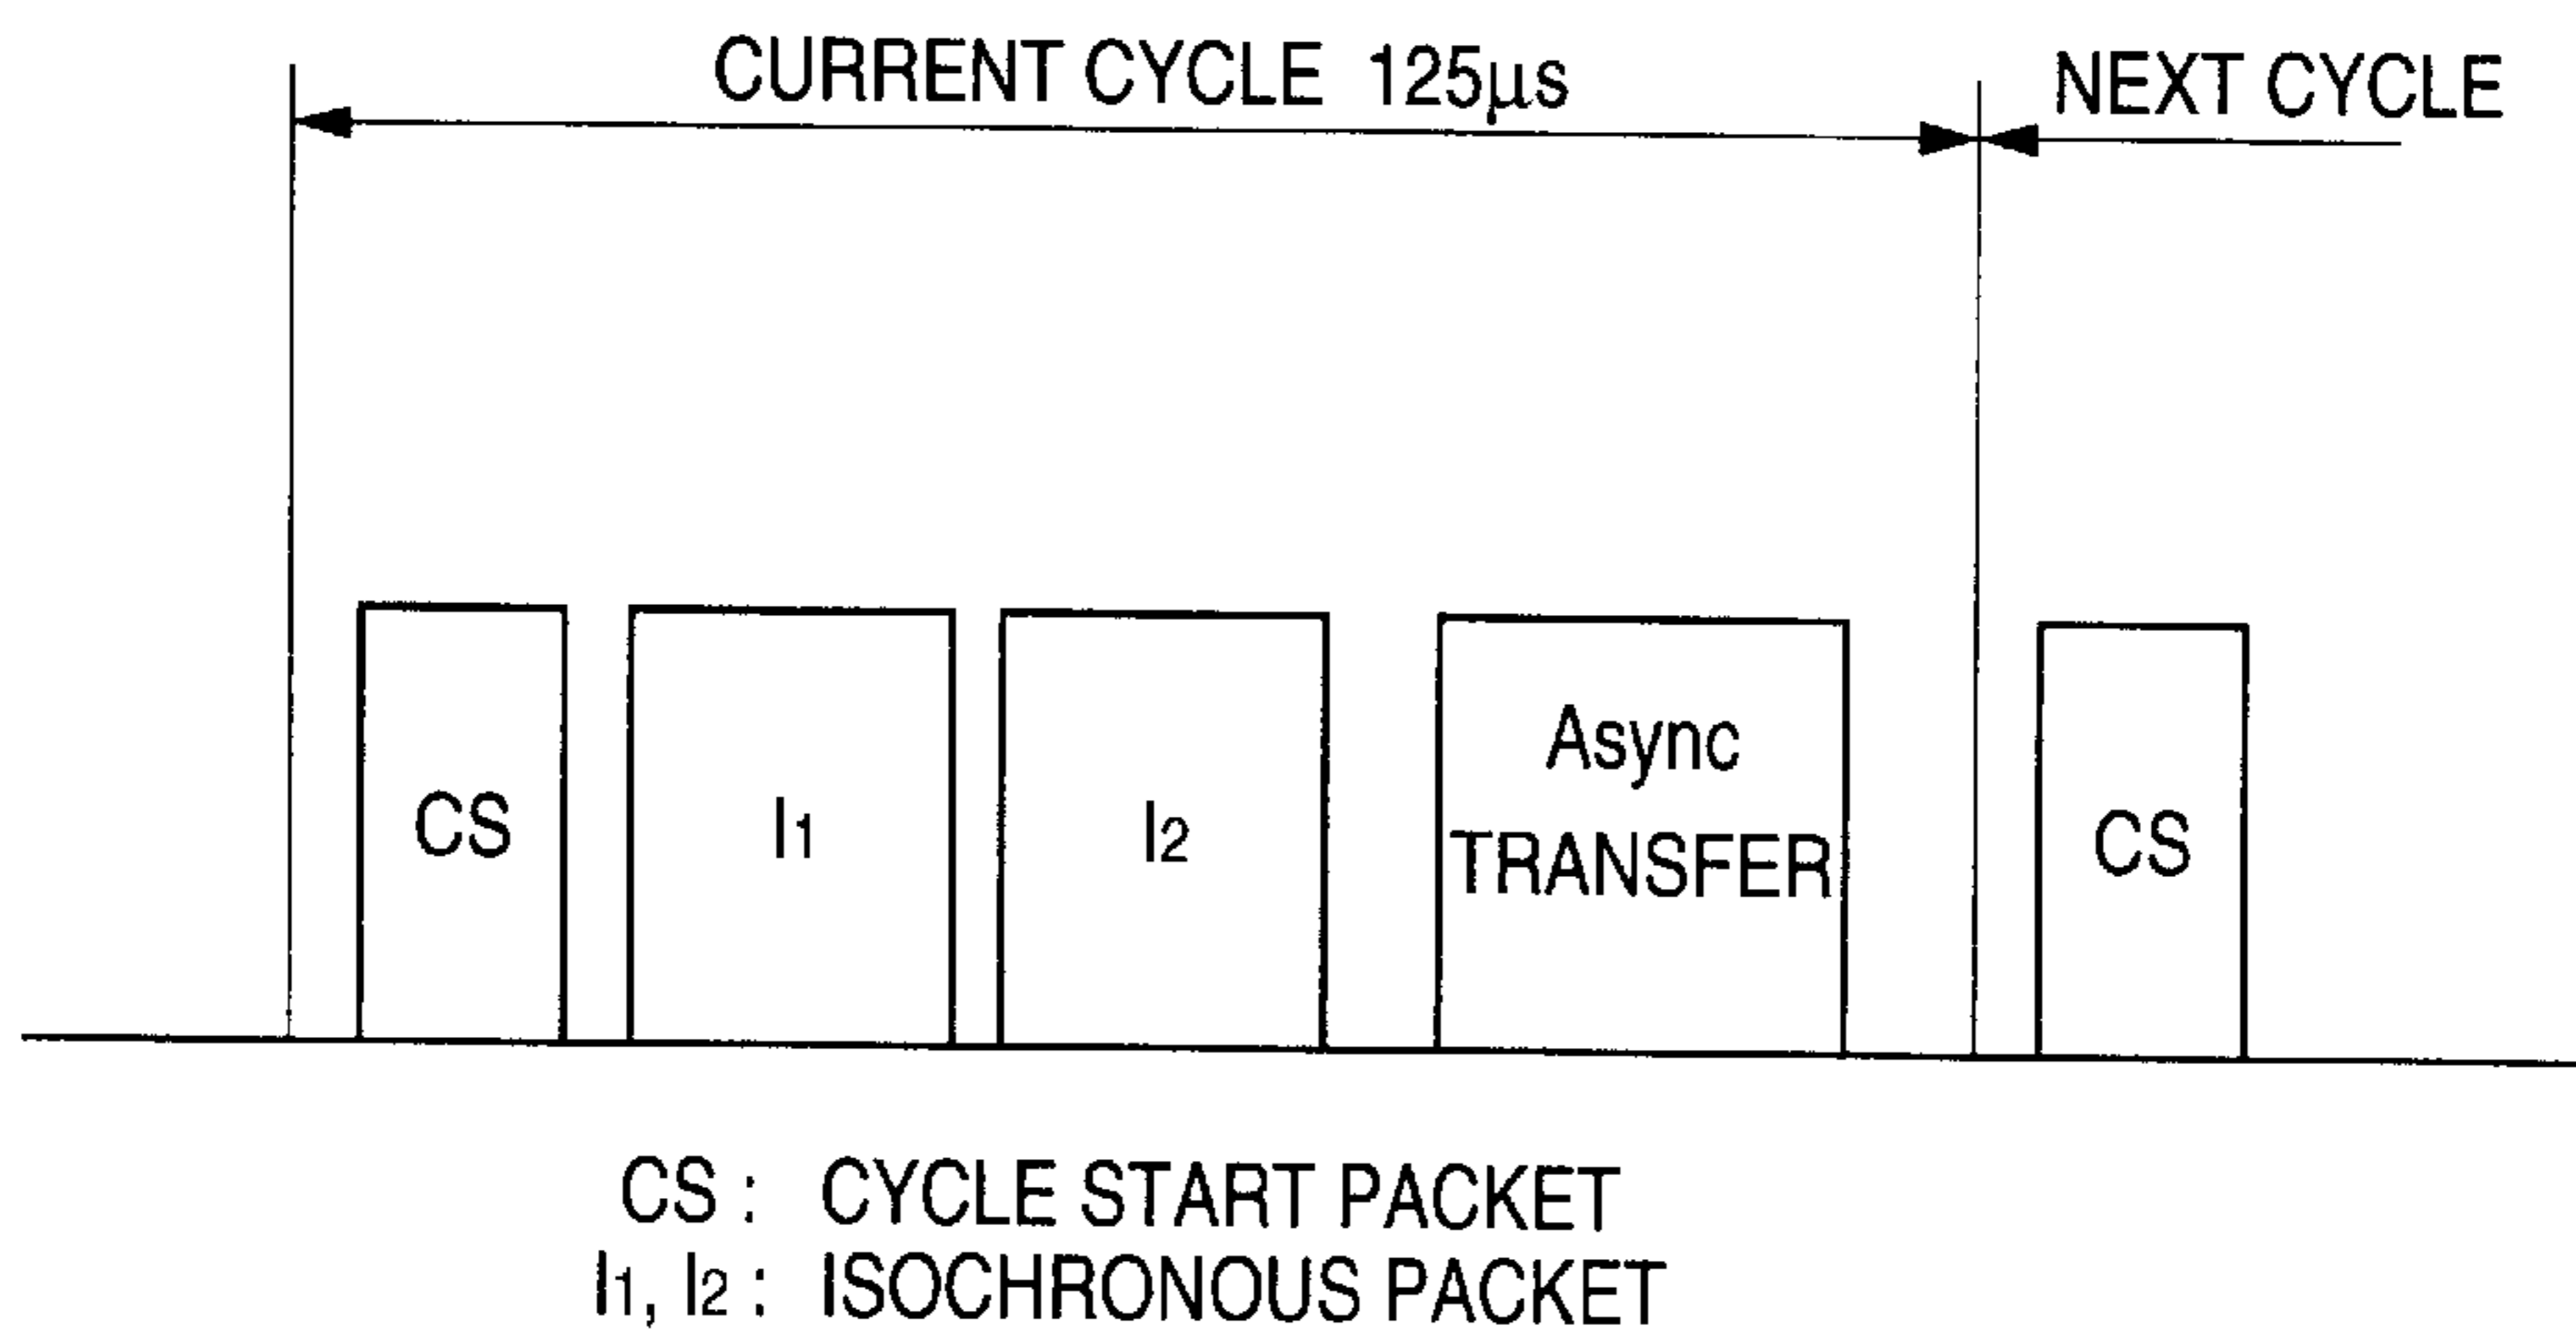 CURRENT CYCLE 125μs
NEXT CYCLE
CS
I1
I2
Async
TRANSFER
CS
CS : CYCLE START PACKET
I1, I2 : ISOCHRONOUS PACKET